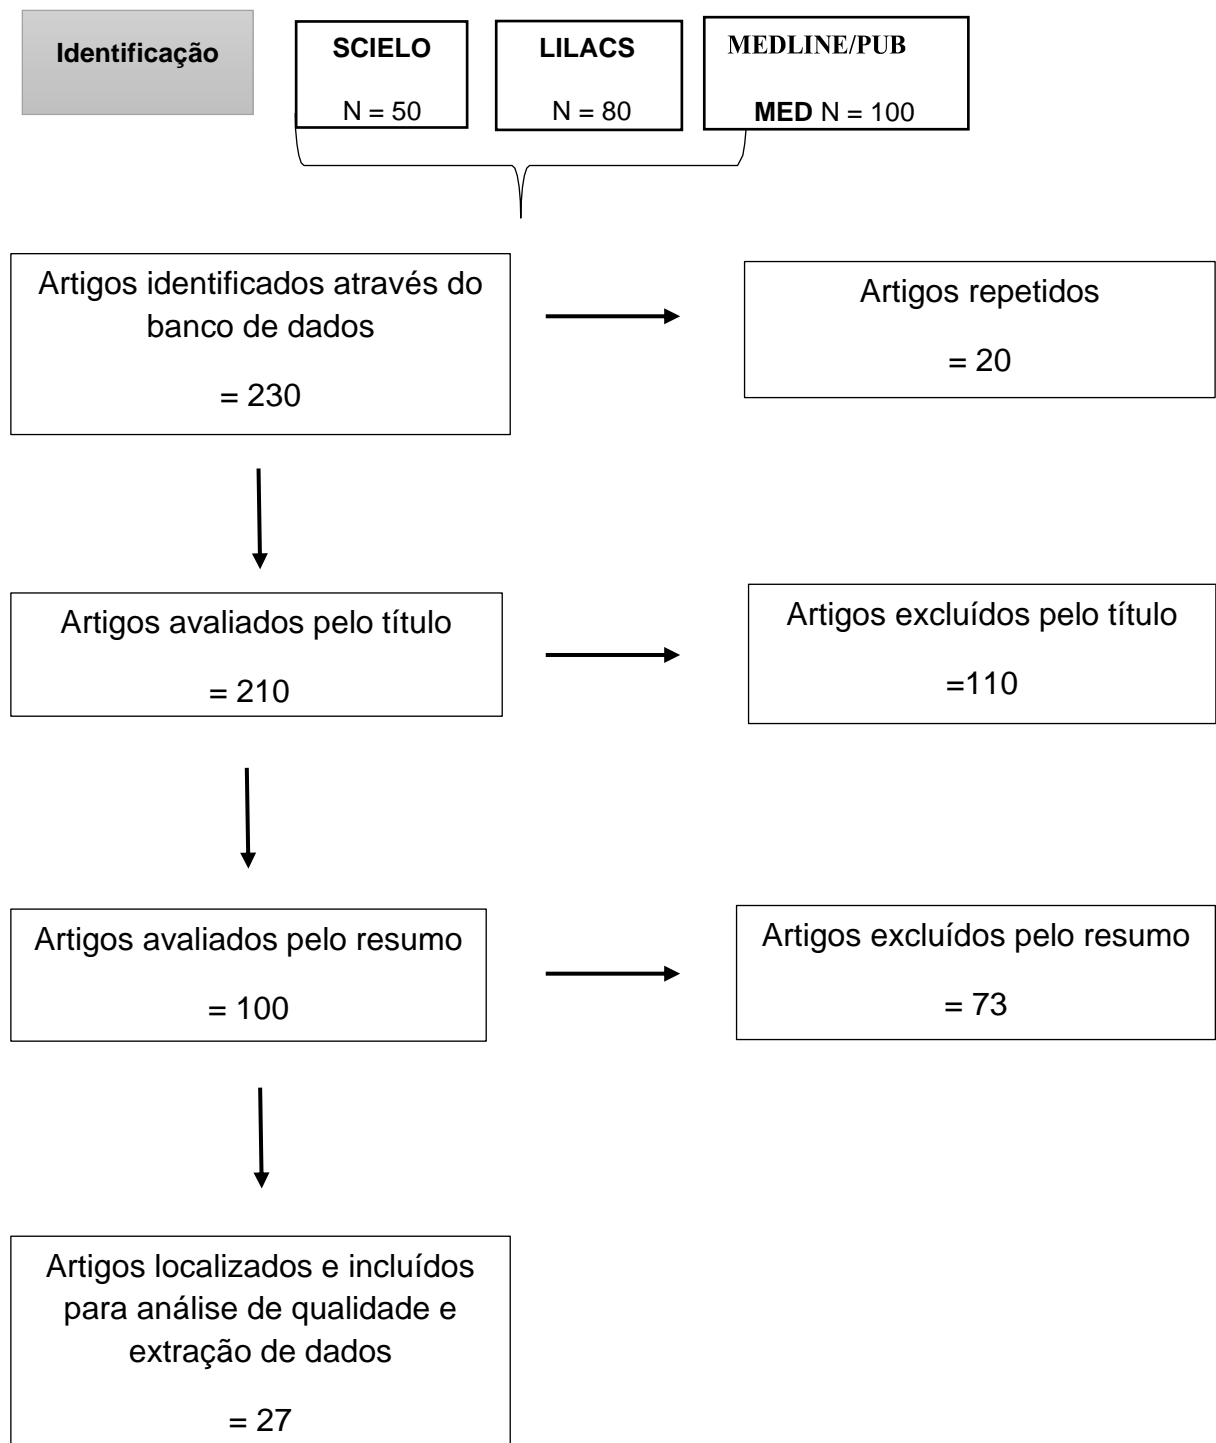 Identificação
SCIELO
N = 50
LILACS
N = 80
MEDLINE/PUB
MED N = 100
Artigos identificados através do
banco de dados
= 230
Artigos repetidos
= 20
Artigos avaliados pelo título
= 210
Artigos excluídos pelo título
=110
Artigos avaliados pelo resumo
= 100
Artigos excluídos pelo resumo
= 73
Artigos localizados e incluídos
para análise de qualidade e
extração de dados
= 27